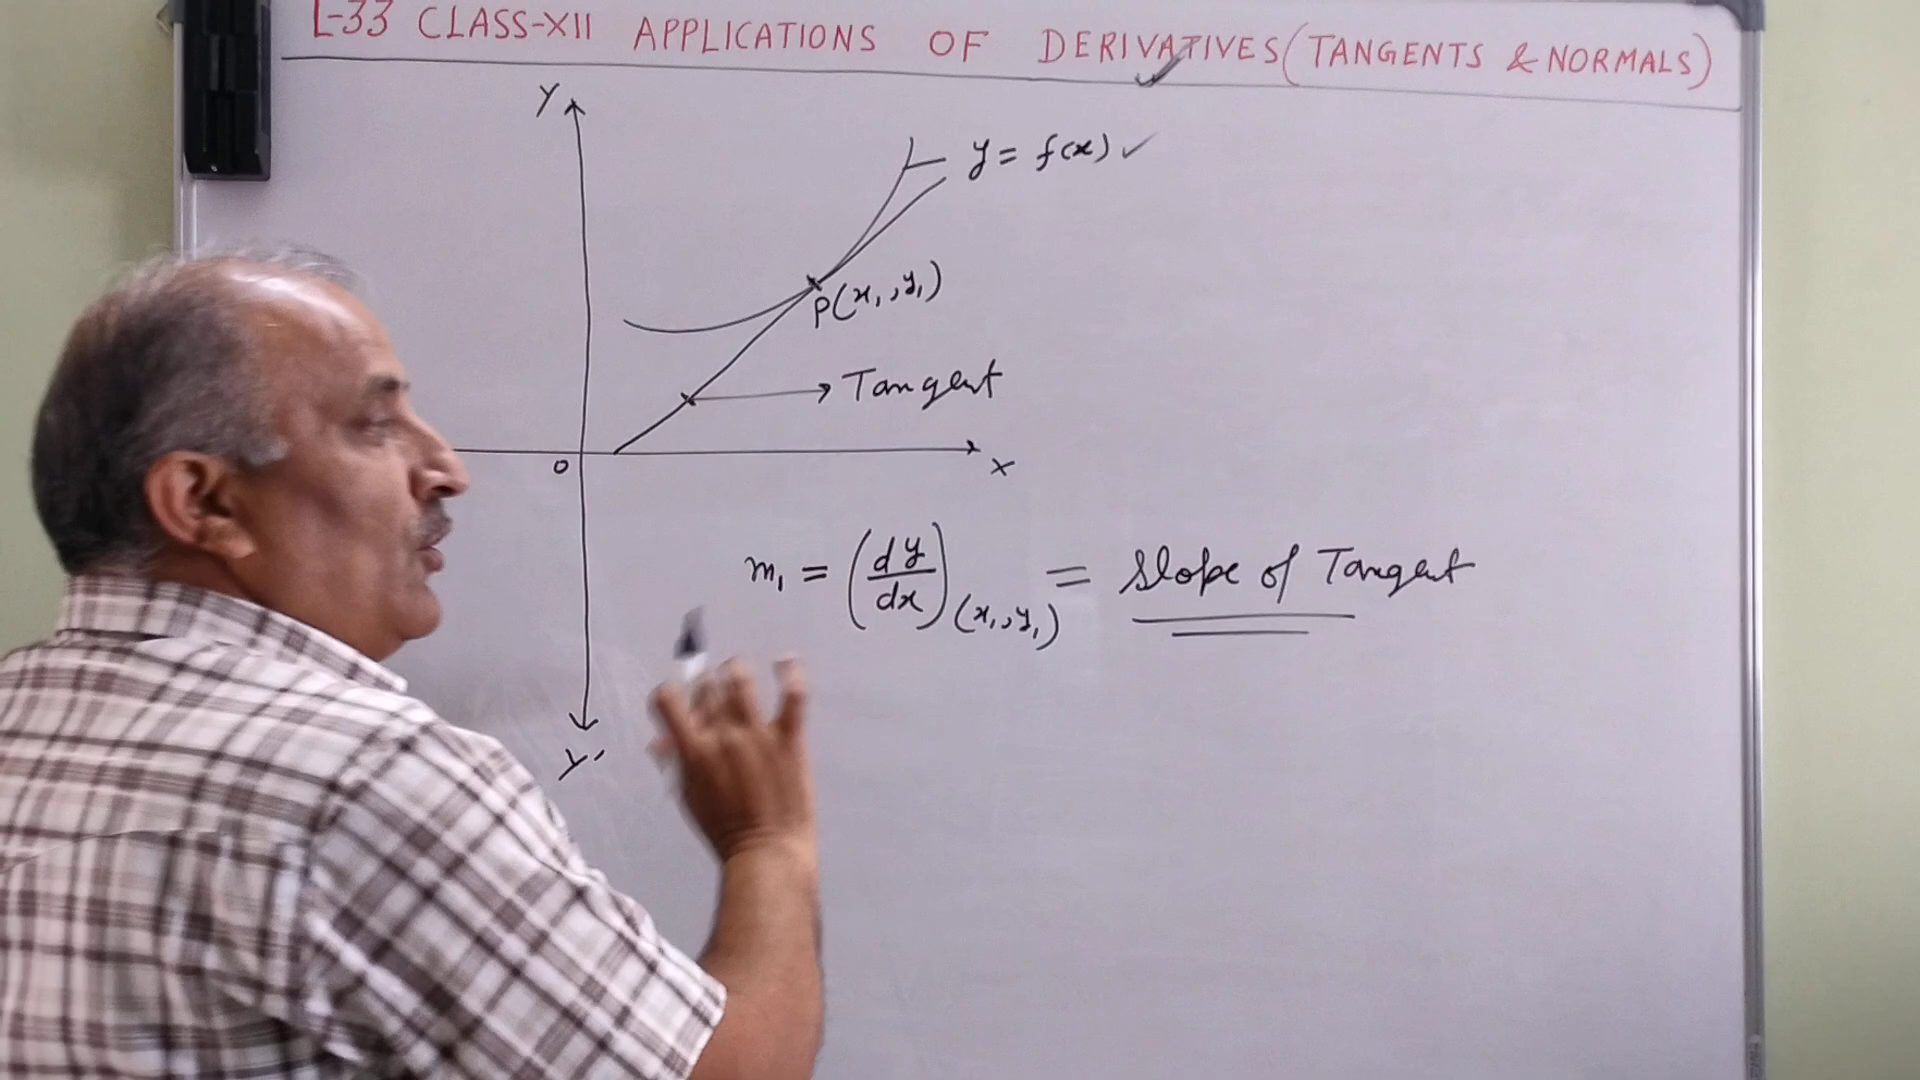 L-33 CLASS-XII APPLICATIONS OF DERIVATIVES (TANGENTS & NORMALS)
Y
y = f(x) ✓
P(x₁, y₁)
Tangent
O
X
m₁ = (dy/dx)(x₁, y₁) = Slope of Tangent
Y'